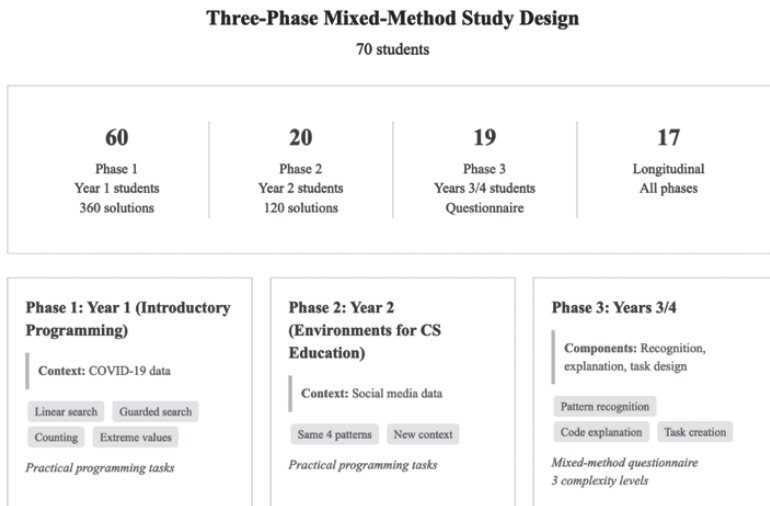 Three-Phase Mixed-Method Study Design
70 students
60
Phase 1
Year 1 students
360 solutions
20
Phase 2
Year 2 students
120 solutions
19
Phase 3
Years 3/4 students
Questionnaire
17
Longitudinal
All phases
Phase 1: Year 1 (Introductory
Programming)
Context: COVID-19 data
Linear search Guarded search
Counting Extreme values
Practical programming tasks
Phase 2: Year 2
(Environments for CS
Education)
Context: Social media data
Same 4 patterns New context
Practical programming tasks
Phase 3: Years 3/4
Components: Recognition,
explanation, task design
Pattern recognition
Code explanation Task creation
Mixed-method questionnaire
3 complexity levels